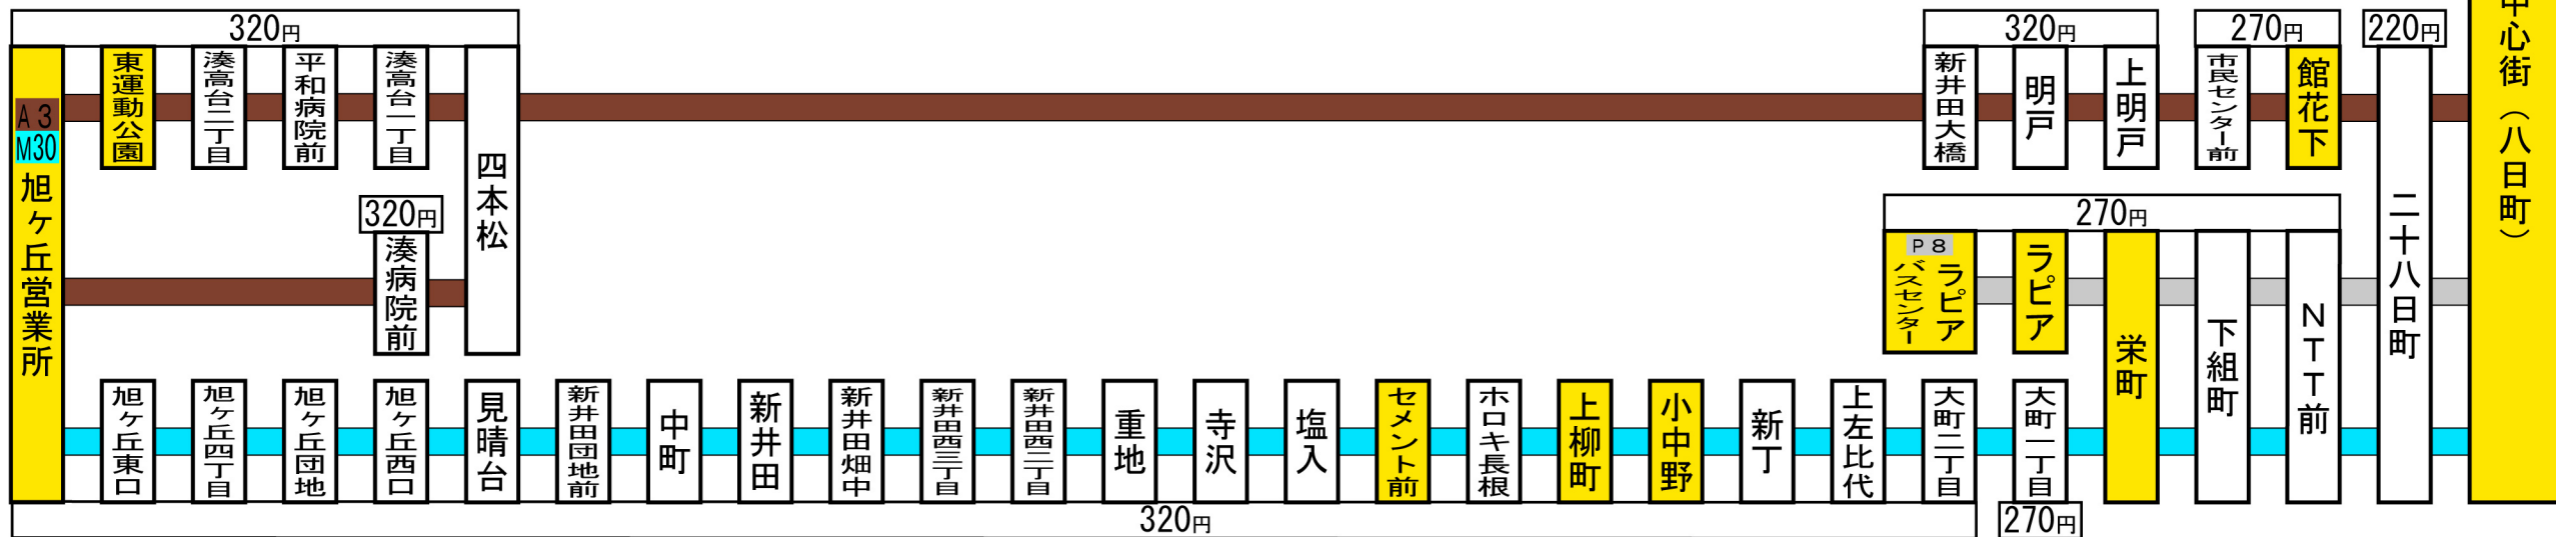 320円
320円
270円
220円
A3
M30
旭ヶ丘営業所
東運動公園
湊高台二丁目
平和病院前
湊高台一丁目
四本松
新井田大橋
明戸
上明戸
市民センター前
館花下
二十八日町
中心街（八日町）
320円
湊病院前
270円
P8
ラピア
バスセンター
ラピア
栄町
下組町
NTT前
旭ヶ丘東口
旭ヶ丘四丁目
旭ヶ丘団地
旭ヶ丘西口
見晴台
新井田団地前
中町
新井田
新井田畑中
新井田西三丁目
新井田西二丁目
重地
寺沢
塩入
セメント前
ホロキ長根
上柳町
小中野
新丁
上左比代
大町二丁目
大町一丁目
320円
270円